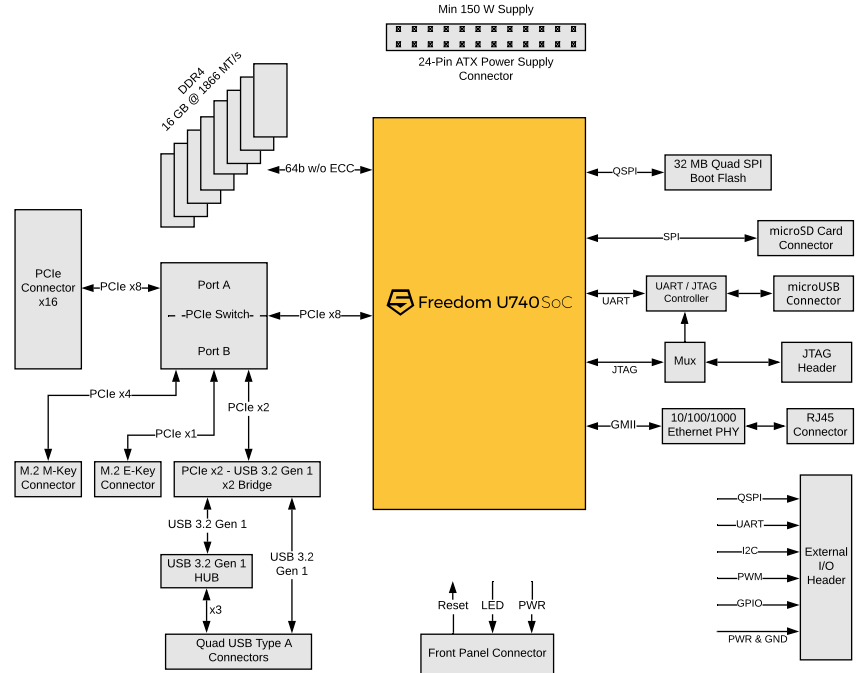 Min 150 W Supply
24-Pin ATX Power Supply
Connector
DDR4
16 GB @ 1866 MT/s
64b w/o ECC
QSPI
32 MB Quad SPI
Boot Flash
SPI
microSD Card
Connector
PCIe
Connector
x16
PCIe x8
Port A
PCIe Switch
Port B
PCIe x8
Freedom U740 SoC
UART
UART / JTAG
Controller
microUSB
Connector
JTAG
Mux
JTAG
Header
GMII
10/100/1000
Ethernet PHY
RJ45
Connector
PCIe x4
PCIe x1
PCIe x2
M.2 M-Key
Connector
M.2 E-Key
Connector
PCIe x2 - USB 3.2 Gen 1
x2 Bridge
USB 3.2 Gen 1
USB 3.2
Gen 1
USB 3.2 Gen 1
HUB
x3
Quad USB Type A
Connectors
Reset
LED
PWR
Front Panel Connector
QSPI
UART
I2C
PWM
GPIO
PWR & GND
External
I/O
Header